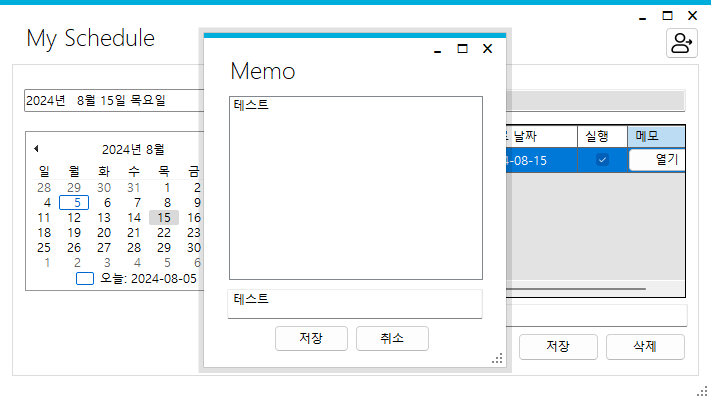 My Schedule
2024년 8월 15일 목요일
2024년 8월
일 월 화 수 목 금
28 29 30 31 1 2
4 5 6 7 8 9
11 12 13 14 15 16
18 19 20 21 22 23
25 26 27 28 29 30
1 2 3 4 5 6
오늘: 2024-08-05
Memo
테스트
테스트
저장 취소
날짜 실행 메모
-08-15 열기
저장 삭제